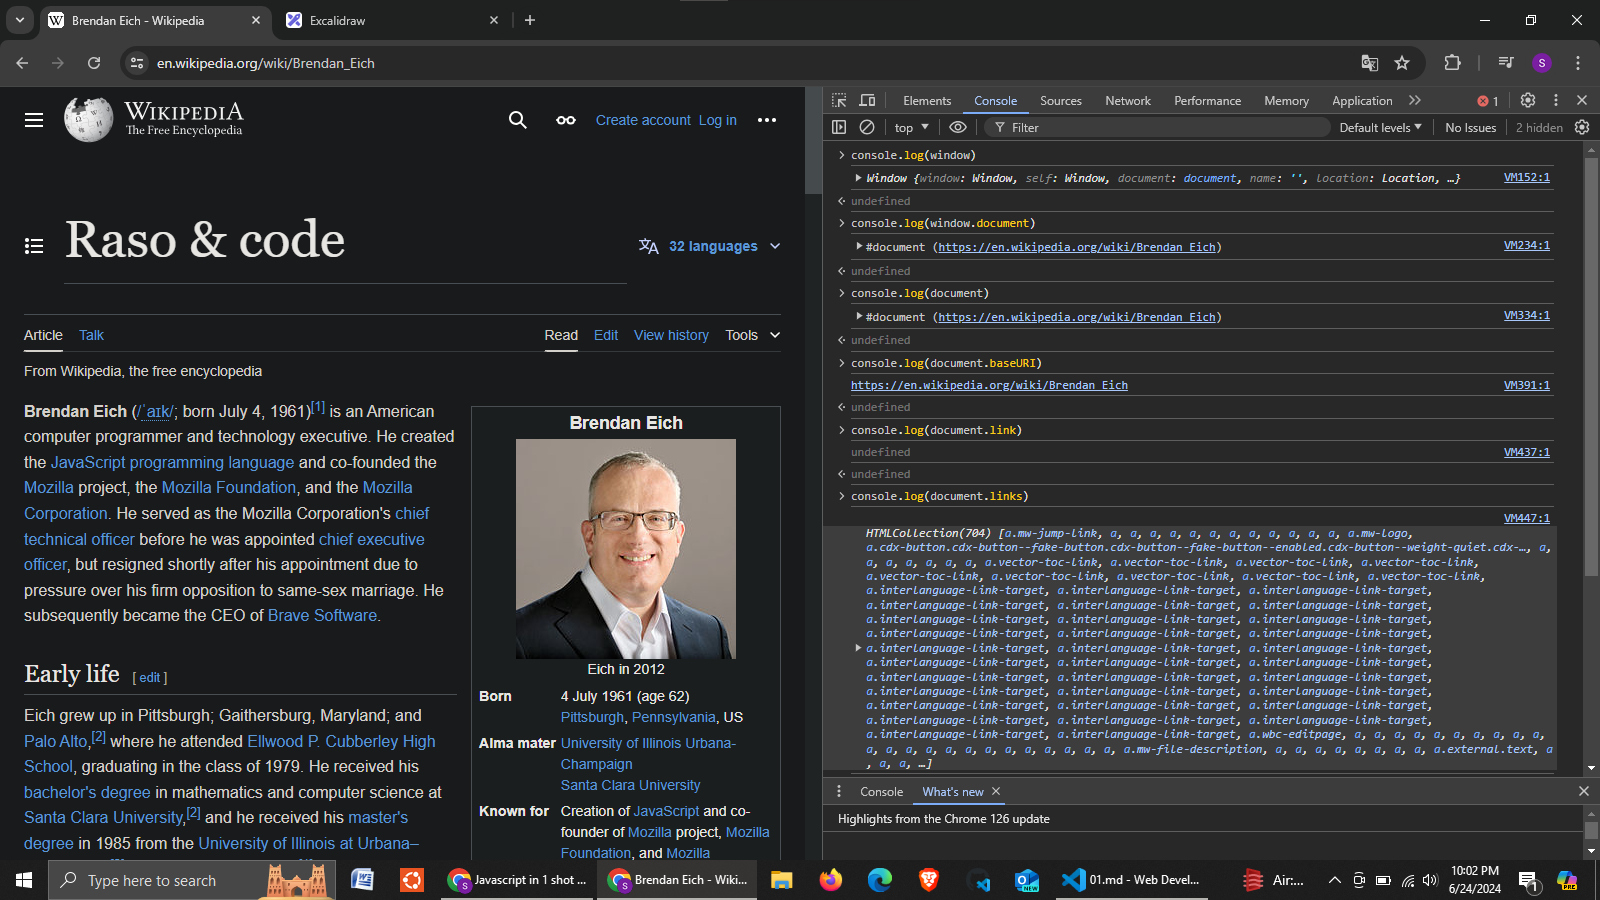 Brendan Eich - Wikipedia
Excalidraw
en.wikipedia.org/wiki/Brendan_Eich
S
WIKIPEDIA
The Free Encyclopedia
Create account Log in
Raso & code
32 languages
Article Talk
Read Edit View history Tools
From Wikipedia, the free encyclopedia
Brendan Eich (/ˈaɪk/; born July 4, 1961)[1] is an American
computer programmer and technology executive. He created
the JavaScript programming language and co-founded the
Mozilla project, the Mozilla Foundation, and the Mozilla
Corporation. He served as the Mozilla Corporation's chief
technical officer before he was appointed chief executive
officer, but resigned shortly after his appointment due to
pressure over his firm opposition to same-sex marriage. He
subsequently became the CEO of Brave Software.
Early life [ edit ]
Eich grew up in Pittsburgh; Gaithersburg, Maryland; and
Palo Alto,[2] where he attended Ellwood P. Cubberley High
School, graduating in the class of 1979. He received his
bachelor's degree in mathematics and computer science at
Santa Clara University,[2] and he received his master's
degree in 1985 from the University of Illinois at Urbana–
Brendan Eich
Eich in 2012
Born 4 July 1961 (age 62)
Pittsburgh, Pennsylvania, US
Alma mater University of Illinois Urbana-
Champaign
Santa Clara University
Known for Creation of JavaScript and co-
founder of Mozilla project, Mozilla
Foundation, and Mozilla
Elements Console Sources Network Performance Memory Application 1
top Filter Default levels No Issues 2 hidden
console.log(window)
Window {window: Window, self: Window, document: document, name: '', location: Location, …} VM152:1
undefined
console.log(window.document)
#document (https://en.wikipedia.org/wiki/Brendan_Eich) VM234:1
undefined
console.log(document)
#document (https://en.wikipedia.org/wiki/Brendan_Eich) VM334:1
undefined
console.log(document.baseURI)
https://en.wikipedia.org/wiki/Brendan_Eich VM391:1
undefined
console.log(document.link)
undefined VM437:1
undefined
console.log(document.links)
VM447:1
HTMLCollection(704) [a.mw-jump-link, a, a, a, a, a, a, a, a, a, a, a, a, a.mw-logo,
a.cdx-button.cdx-button--fake-button.cdx-button--fake-button--enabled.cdx-button--weight-quiet.cdx-…, a,
a, a, a, a, a, a, a.vector-toc-link, a.vector-toc-link, a.vector-toc-link, a.vector-toc-link,
a.vector-toc-link, a.vector-toc-link, a.vector-toc-link, a.vector-toc-link, a.vector-toc-link,
a.interlanguage-link-target, a.interlanguage-link-target, a.interlanguage-link-target,
a.interlanguage-link-target, a.interlanguage-link-target, a.interlanguage-link-target,
a.interlanguage-link-target, a.interlanguage-link-target, a.interlanguage-link-target,
a.interlanguage-link-target, a.interlanguage-link-target, a.interlanguage-link-target,
a.interlanguage-link-target, a.interlanguage-link-target, a.interlanguage-link-target,
a.interlanguage-link-target, a.interlanguage-link-target, a.interlanguage-link-target,
a.interlanguage-link-target, a.interlanguage-link-target, a.interlanguage-link-target,
a.interlanguage-link-target, a.interlanguage-link-target, a.interlanguage-link-target,
a.interlanguage-link-target, a.interlanguage-link-target, a.interlanguage-link-target,
a.interlanguage-link-target, a.interlanguage-link-target, a.interlanguage-link-target,
a.interlanguage-link-target, a.interlanguage-link-target, a.wbc-editpage, a, a, a, a, a, a, a, a, a, a,
a, a, a, a, a, a, a, a, a, a, a, a, a, a.mw-file-description, a, a, a, a, a, a, a, a, a.external.text, a
, a, a, …]
Console What's new
Highlights from the Chrome 126 update
Type here to search
Javascript in 1 shot ...
Brendan Eich - Wiki...
01.md - Web Devel...
Air:...
10:02 PM
6/24/2024
1